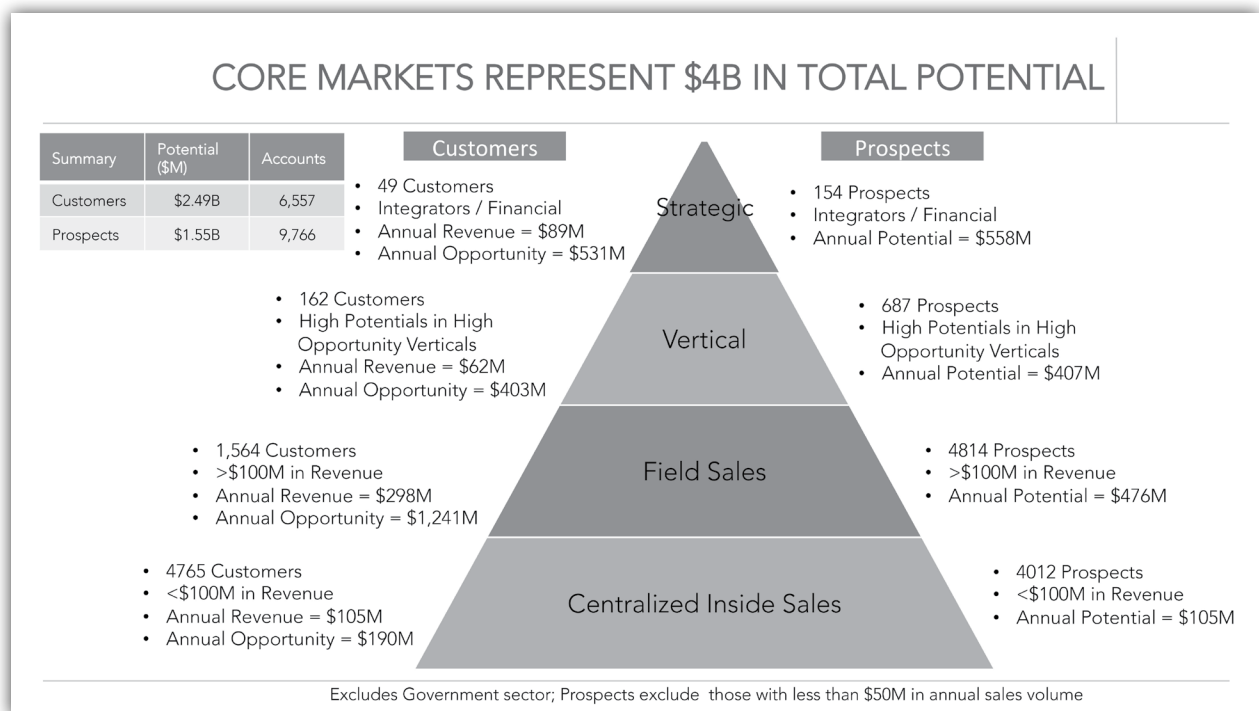 CORE MARKETS REPRESENT $4B IN TOTAL POTENTIAL
Summary Potential ($M) Accounts
Customers $2.49B 6,557
Prospects $1.55B 9,766
Customers
• 49 Customers
• Integrators / Financial
• Annual Revenue = $89M
• Annual Opportunity = $531M
• 162 Customers
• High Potentials in High
Opportunity Verticals
• Annual Revenue = $62M
• Annual Opportunity = $403M
• 1,564 Customers
• >$100M in Revenue
• Annual Revenue = $298M
• Annual Opportunity = $1,241M
• 4765 Customers
• <$100M in Revenue
• Annual Revenue = $105M
• Annual Opportunity = $190M
Strategic
Vertical
Field Sales
Centralized Inside Sales
Prospects
• 154 Prospects
• Integrators / Financial
• Annual Potential = $558M
• 687 Prospects
• High Potentials in High
Opportunity Verticals
• Annual Potential = $407M
• 4814 Prospects
• >$100M in Revenue
• Annual Potential = $476M
• 4012 Prospects
• <$100M in Revenue
• Annual Potential = $105M
Excludes Government sector; Prospects exclude those with less than $50M in annual sales volume